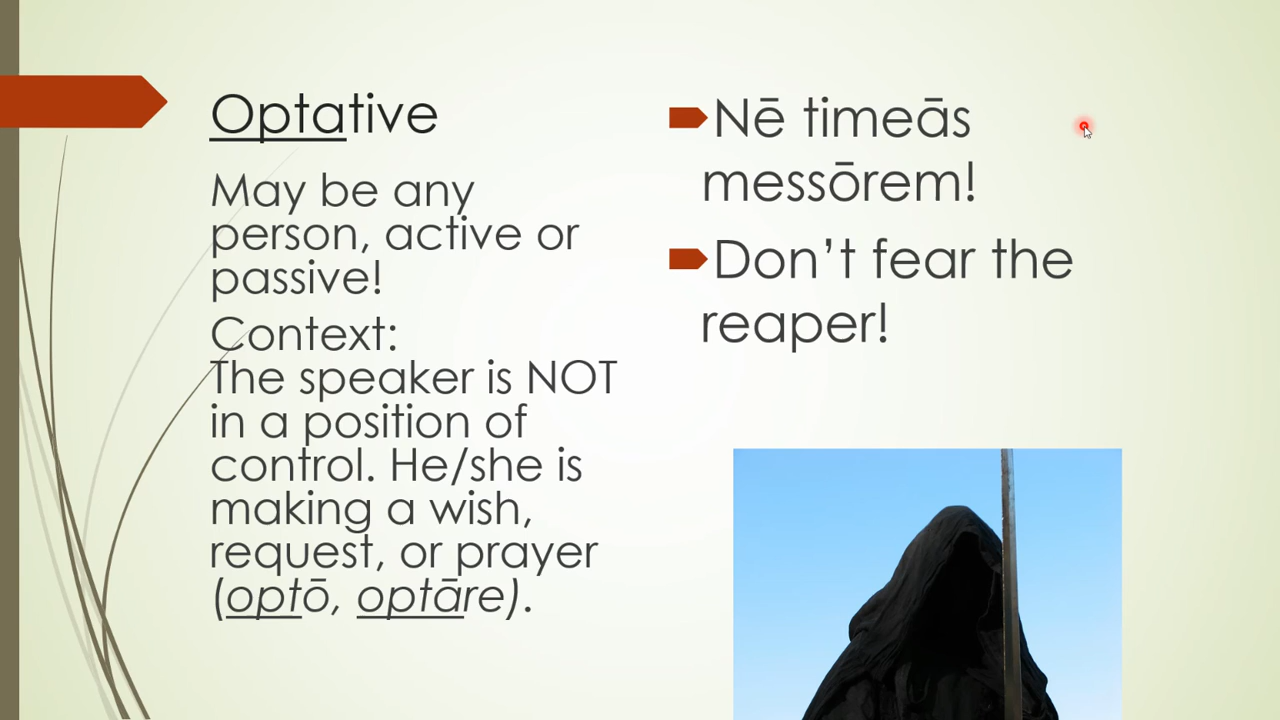 Optative
May be any
person, active or
passive!
Context:
The speaker is NOT
in a position of
control. He/she is
making a wish,
request, or prayer
(optō, optāre).
Nē timeās
messōrem!
Don’t fear the
reaper!